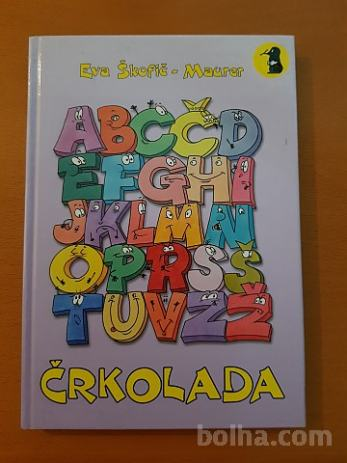 Eva Škofič - Maurer
ABCČD
EFGHI
JKLMN
OPRSŠ
TUVZŽ
ČRKOLADA
bolha.com